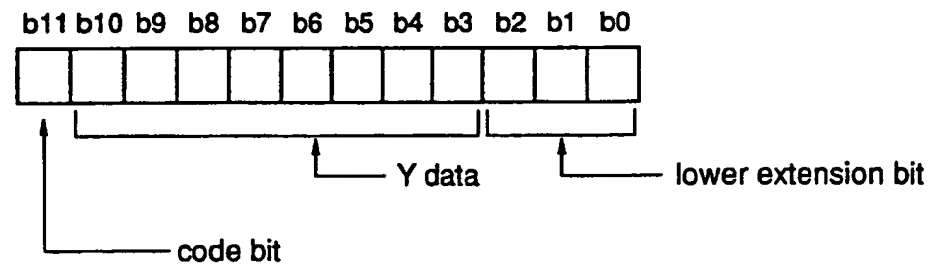 b11 b10 b9 b8 b7 b6 b5 b4 b3 b2 b1 b0
Y data
lower extension bit
code bit